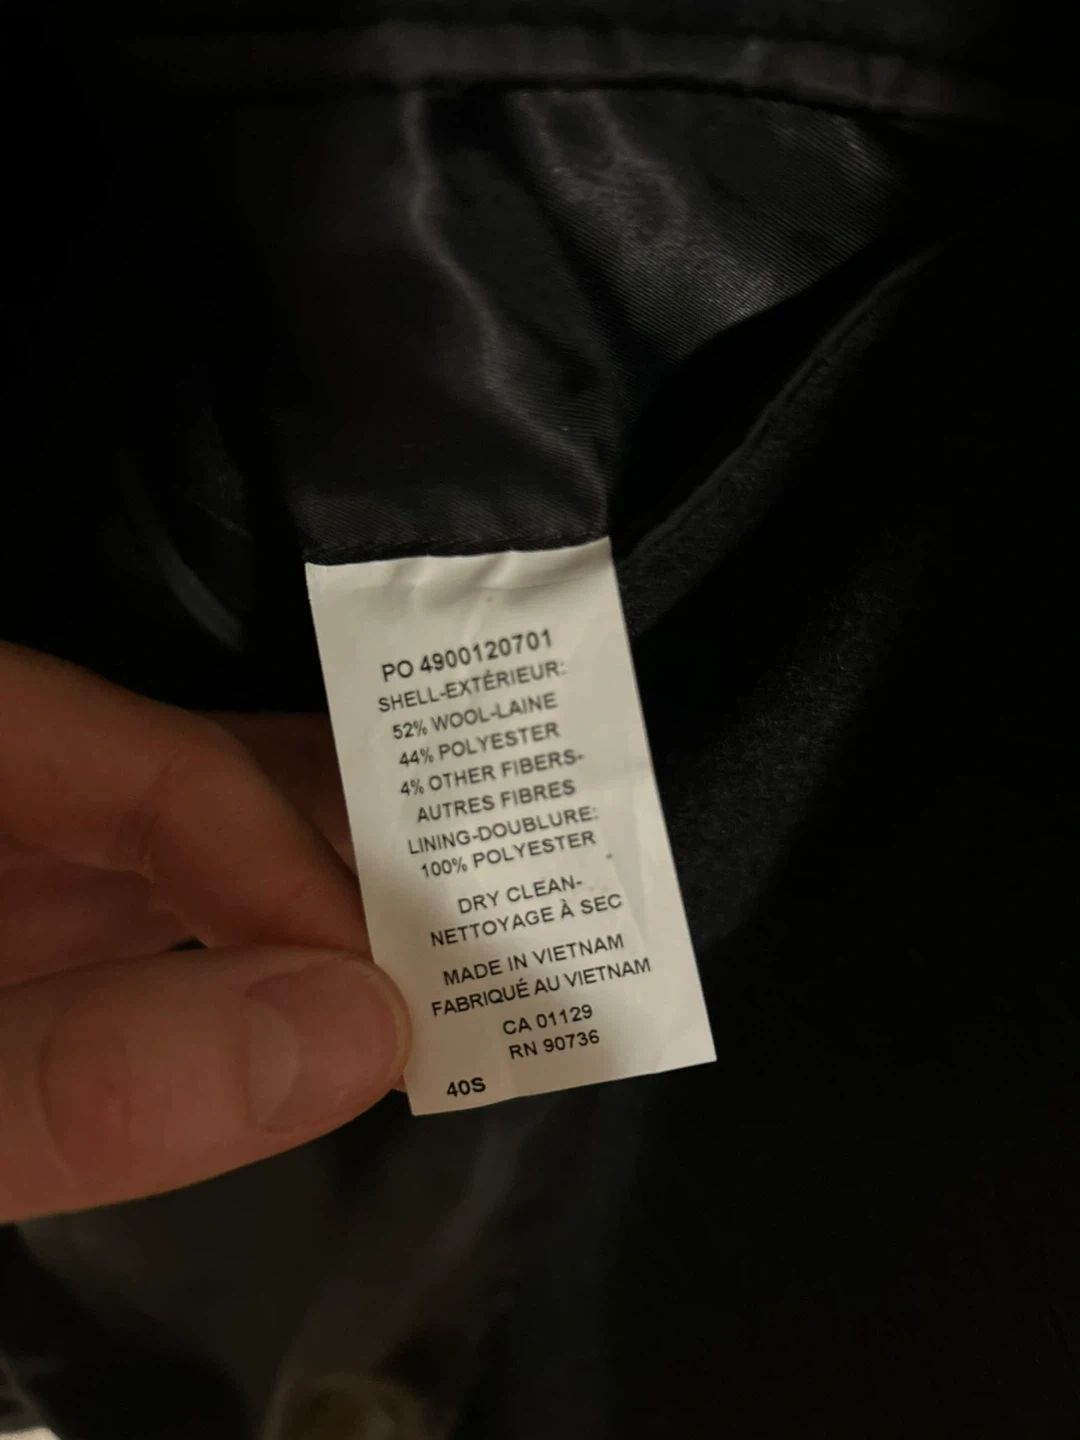 PO 4900120701
SHELL-EXTÉRIEUR:
52% WOOL-LAINE
44% POLYESTER
4% OTHER FIBERS-
AUTRES FIBRES
LINING-DOUBLURE:
100% POLYESTER
DRY CLEAN-
NETTOYAGE À SEC
MADE IN VIETNAM
FABRIQUÉ AU VIETNAM
CA 01129
RN 90736
40S